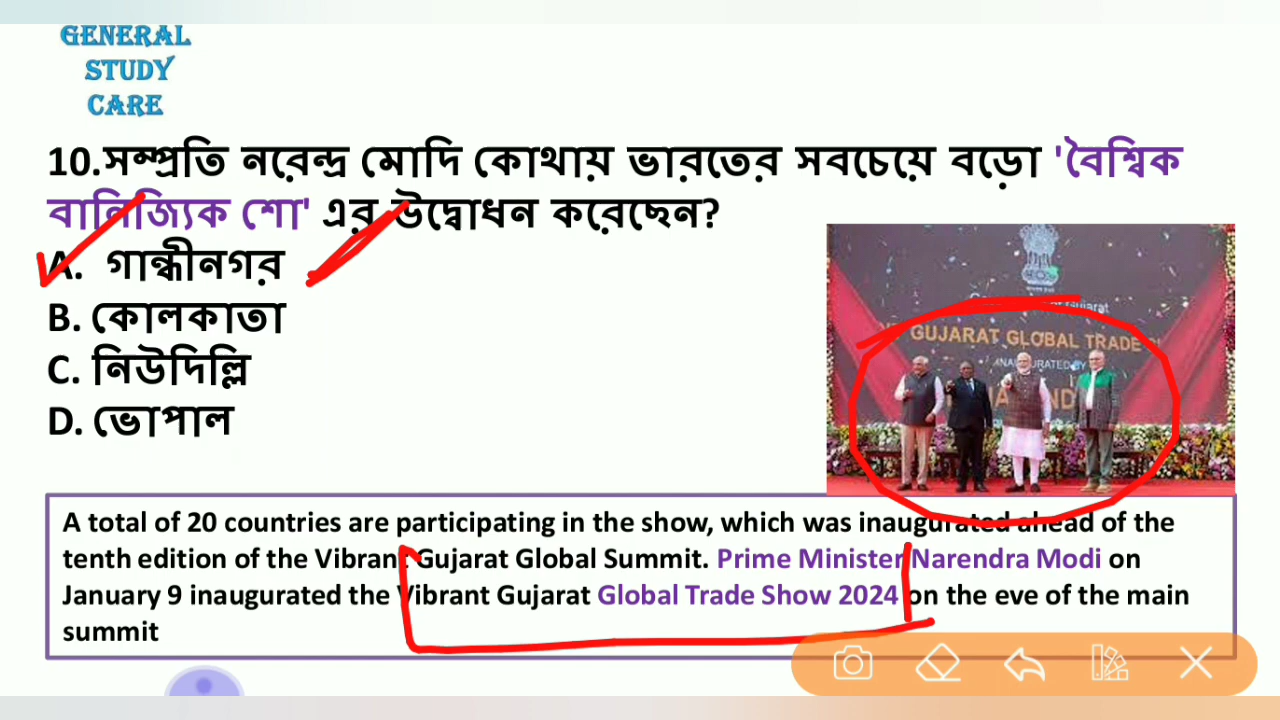 GENERAL
STUDY
CARE
10.সম্প্রতি নরেন্দ্র মোদি কোথায় ভারতের সবচেয়ে বড়ো 'বৈশ্বিক
বানিজ্যিক শো' এর উদ্বোধন করেছেন?
A. গান্ধীনগর
B. কোলকাতা
C. নিউদিল্লি
D. ভোপাল
GUJARAT GLOBAL TRADE
A total of 20 countries are participating in the show, which was inaugurated ahead of the
tenth edition of the Vibrant Gujarat Global Summit. Prime Minister Narendra Modi on
January 9 inaugurated the Vibrant Gujarat Global Trade Show 2024 on the eve of the main
summit